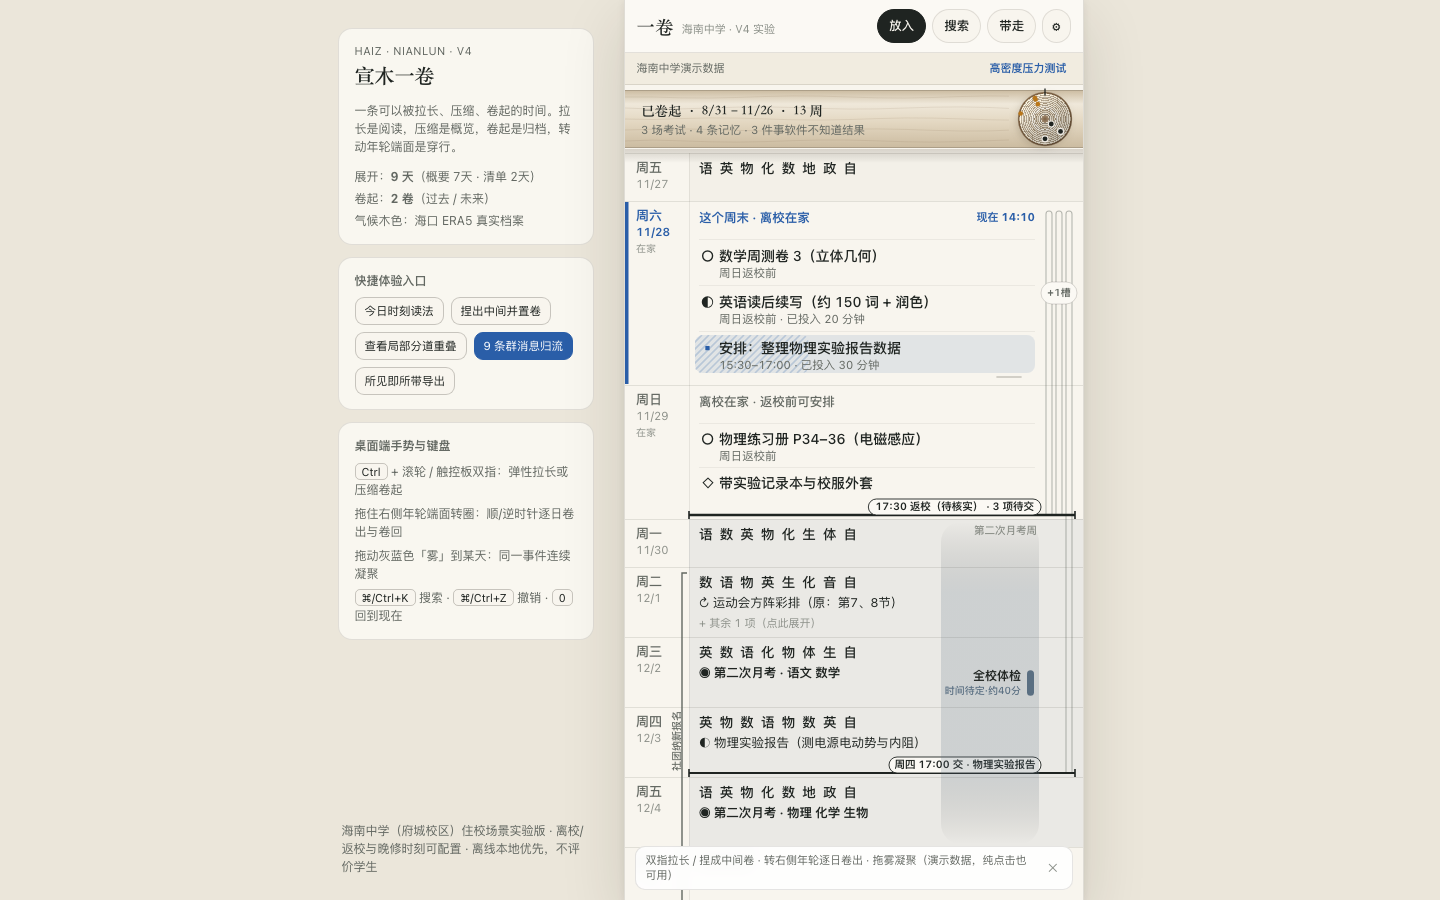 HAIZ · NIANLUN · V4
宣木一卷
一条可以被拉长、压缩、卷起的时间。拉
长是阅读，压缩是概览，卷起是归档，转
动年轮端面是穿行。
展开：9 天（概要 7天 · 清单 2天）
卷起：2 卷（过去 / 未来）
气候木色：海口 ERA5 真实档案
快捷体验入口
今日时刻读法
捏出中间并置卷
查看局部分道重叠
9 条群消息归流
所见即所带导出
桌面端手势与键盘
Ctrl + 滚轮 / 触控板双指：弹性拉长或
压缩卷起
拖住右侧年轮端面转圈：顺/逆时针逐日卷
出与卷回
拖动灰蓝色「雾」到某天：同一事件连续
凝聚
⌘/Ctrl+K 搜索 · ⌘/Ctrl+Z 撤销 · 0
回到现在
海南中学（府城校区）住校场景实验版 · 离校/
返校与晚修时刻可配置 · 离线本地优先，不评
价学生
一卷 海南中学 · V4 实验
放入 搜索 带走
海南中学演示数据
高密度压力测试
已卷起 · 8/31 – 11/26 · 13 周
3 场考试 · 4 条记忆 · 3 件事软件不知道结果
周五
11/27
语 英 物 化 数 地 政 自
周六
11/28
在家
这个周末 · 离校在家
现在 14:10
数学周测卷 3（立体几何）
周日返校前
+1槽
英语读后续写（约 150 词 + 润色）
周日返校前 · 已投入 20 分钟
安排：整理物理实验报告数据
15:30–17:00 · 已投入 30 分钟
周日
11/29
在家
离校在家 · 返校前可安排
物理练习册 P34–36（电磁感应）
周日返校前
带实验记录本与校服外套
17:30 返校（待核实） · 3 项待交
周一
11/30
语 数 英 物 化 生 体 自
第二次月考周
周二
12/1
数 语 物 英 生 化 音 自
↻ 运动会方阵彩排（原：第7、8节）
+ 其余 1 项（点此展开）
周三
12/2
英 数 语 化 物 体 生 自
◉ 第二次月考 · 语文 数学
全校体检
时间待定·约40分
周四
12/3
社团纳新报名
英 物 数 语 物 数 英 自
◐ 物理实验报告（测电源电动势与内阻）
周四 17:00 交 · 物理实验报告
周五
12/4
语 英 物 化 数 地 政 自
◉ 第二次月考 · 物理 化学 生物
双指拉长 / 捏成中间卷 · 转右侧年轮逐日卷出 · 拖雾凝聚（演示数据，纯点击也
可用）